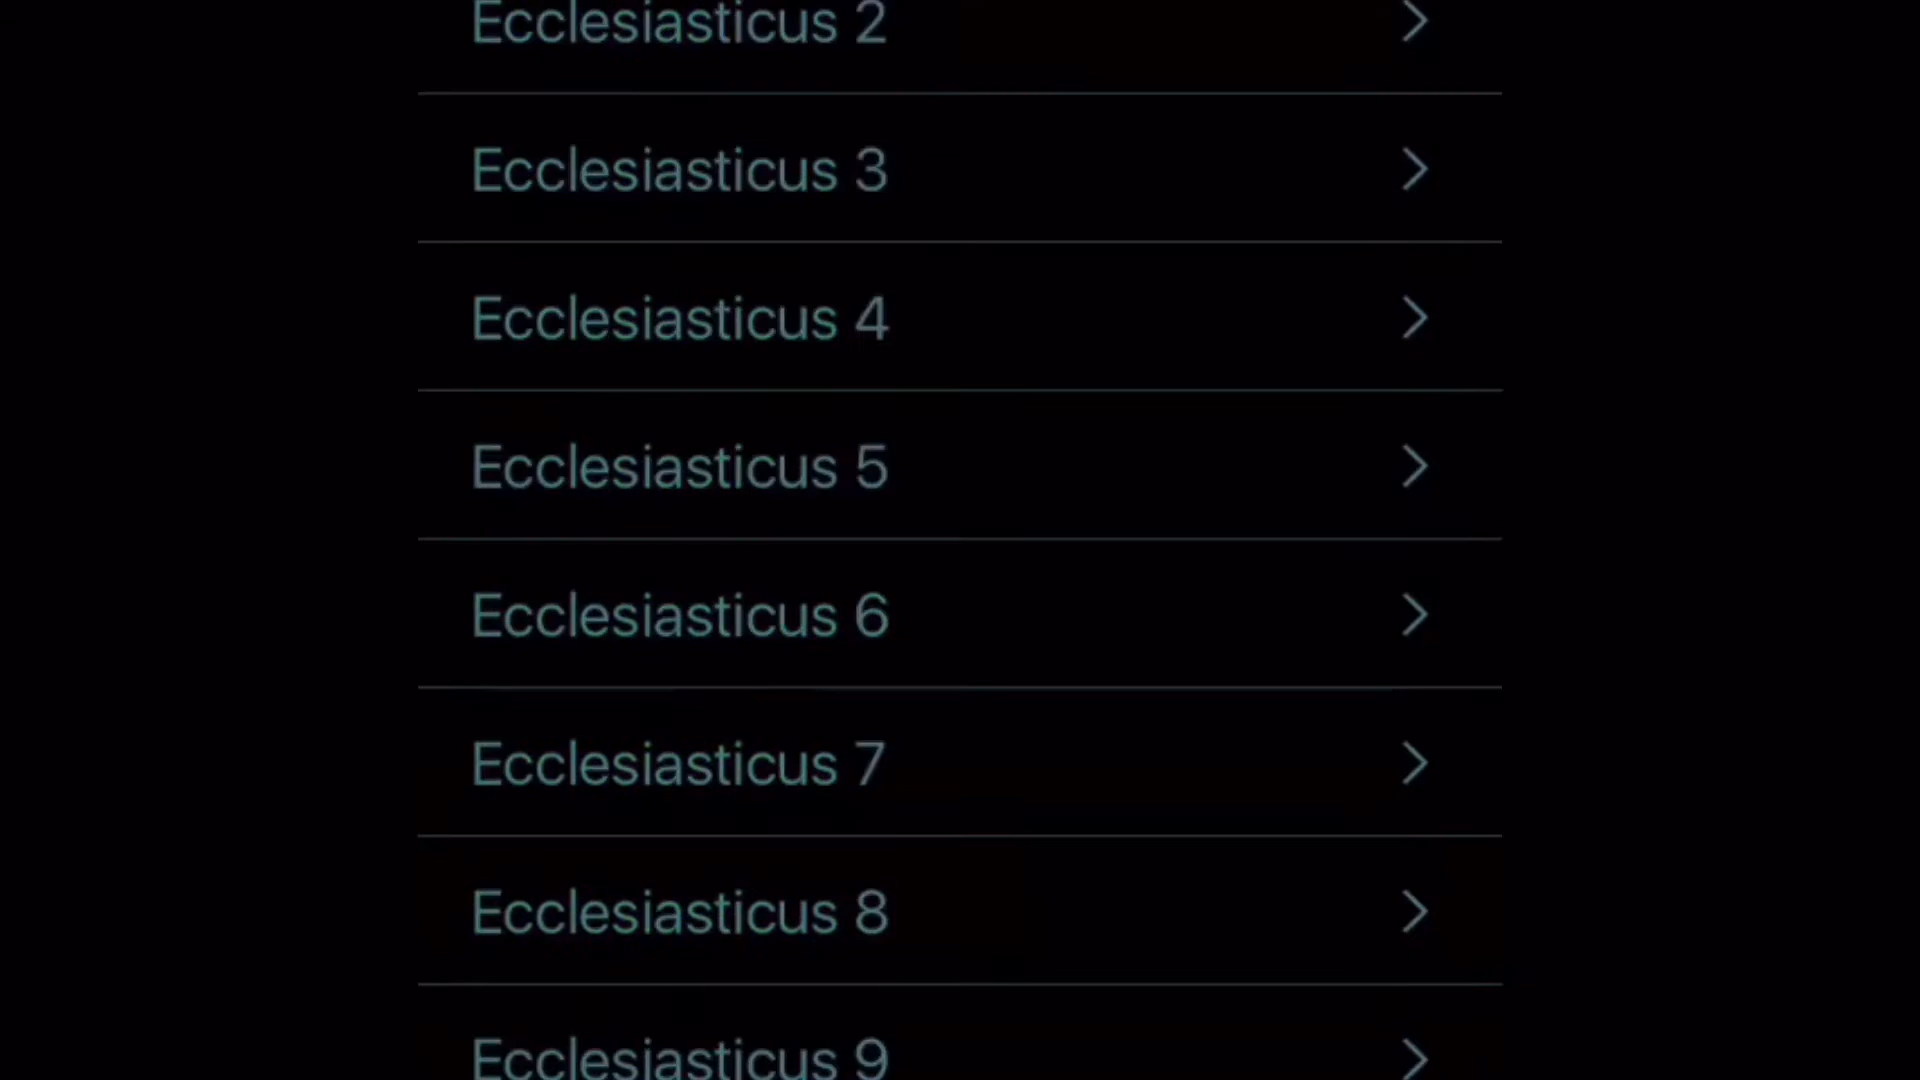 Ecclesiasticus 2
Ecclesiasticus 3
Ecclesiasticus 4
Ecclesiasticus 5
Ecclesiasticus 6
Ecclesiasticus 7
Ecclesiasticus 8
Ecclesiasticus 9